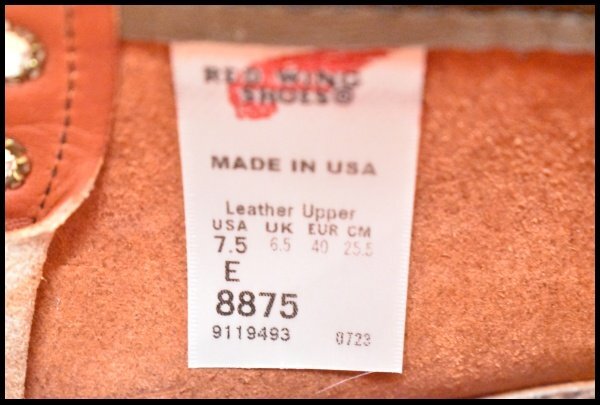 RED WING
SHOES®
MADE IN USA
Leather Upper
USA UK EUR CM
7.5 6.5 40 25.5
E
8875
9119493 0723